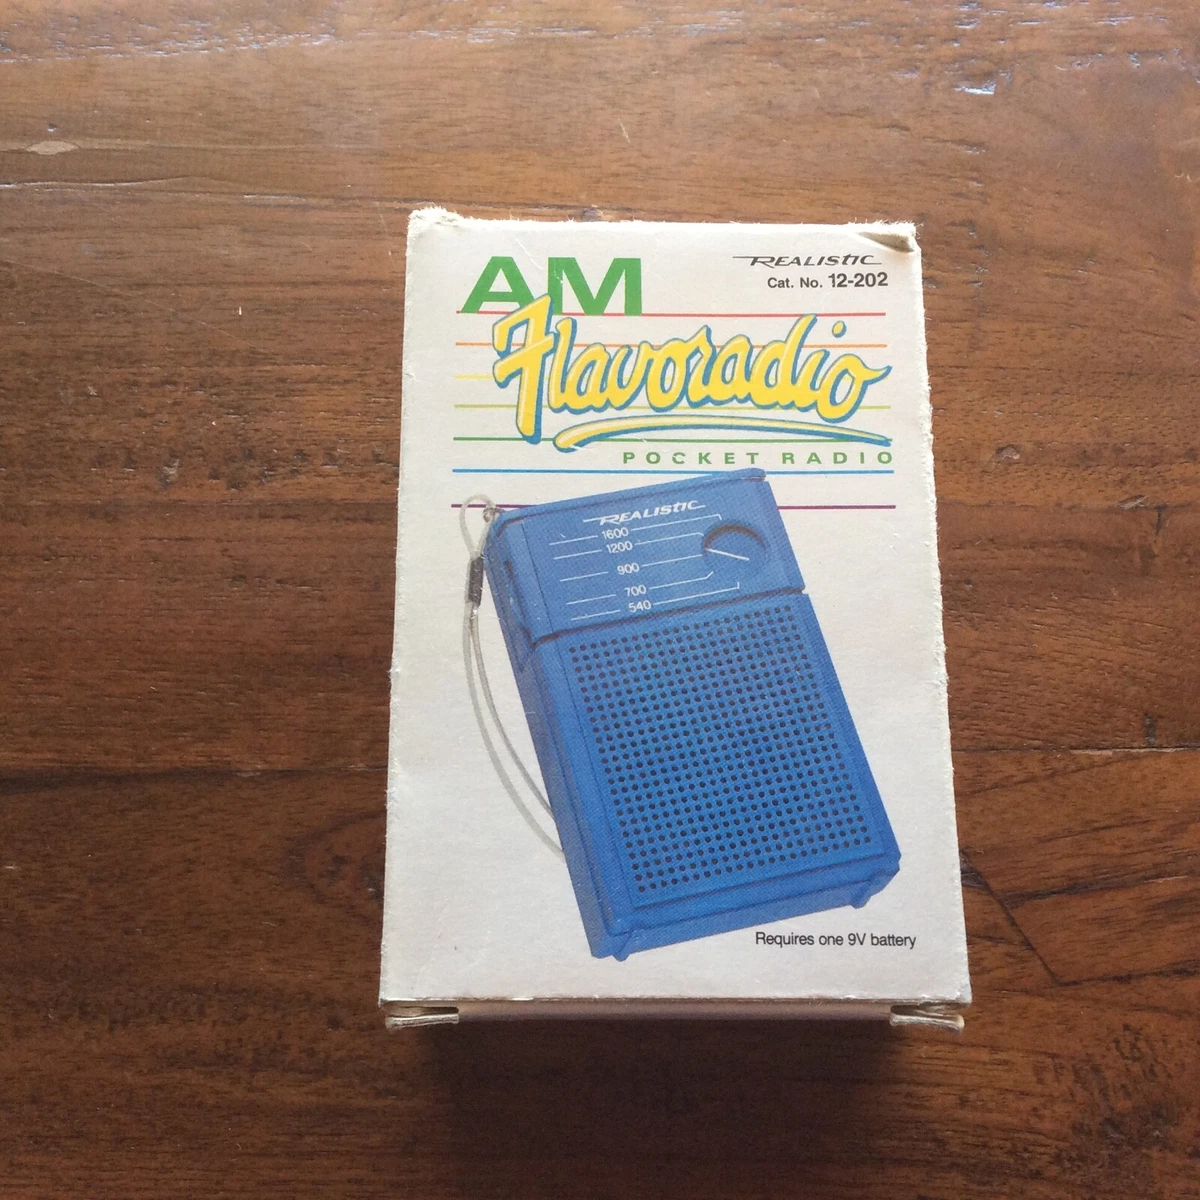 AM
REALISTIC
Cat. No. 12-202
Flavoradio
POCKET RADIO
REALISTIC
1600
1200
900
700
540
Requires one 9V battery